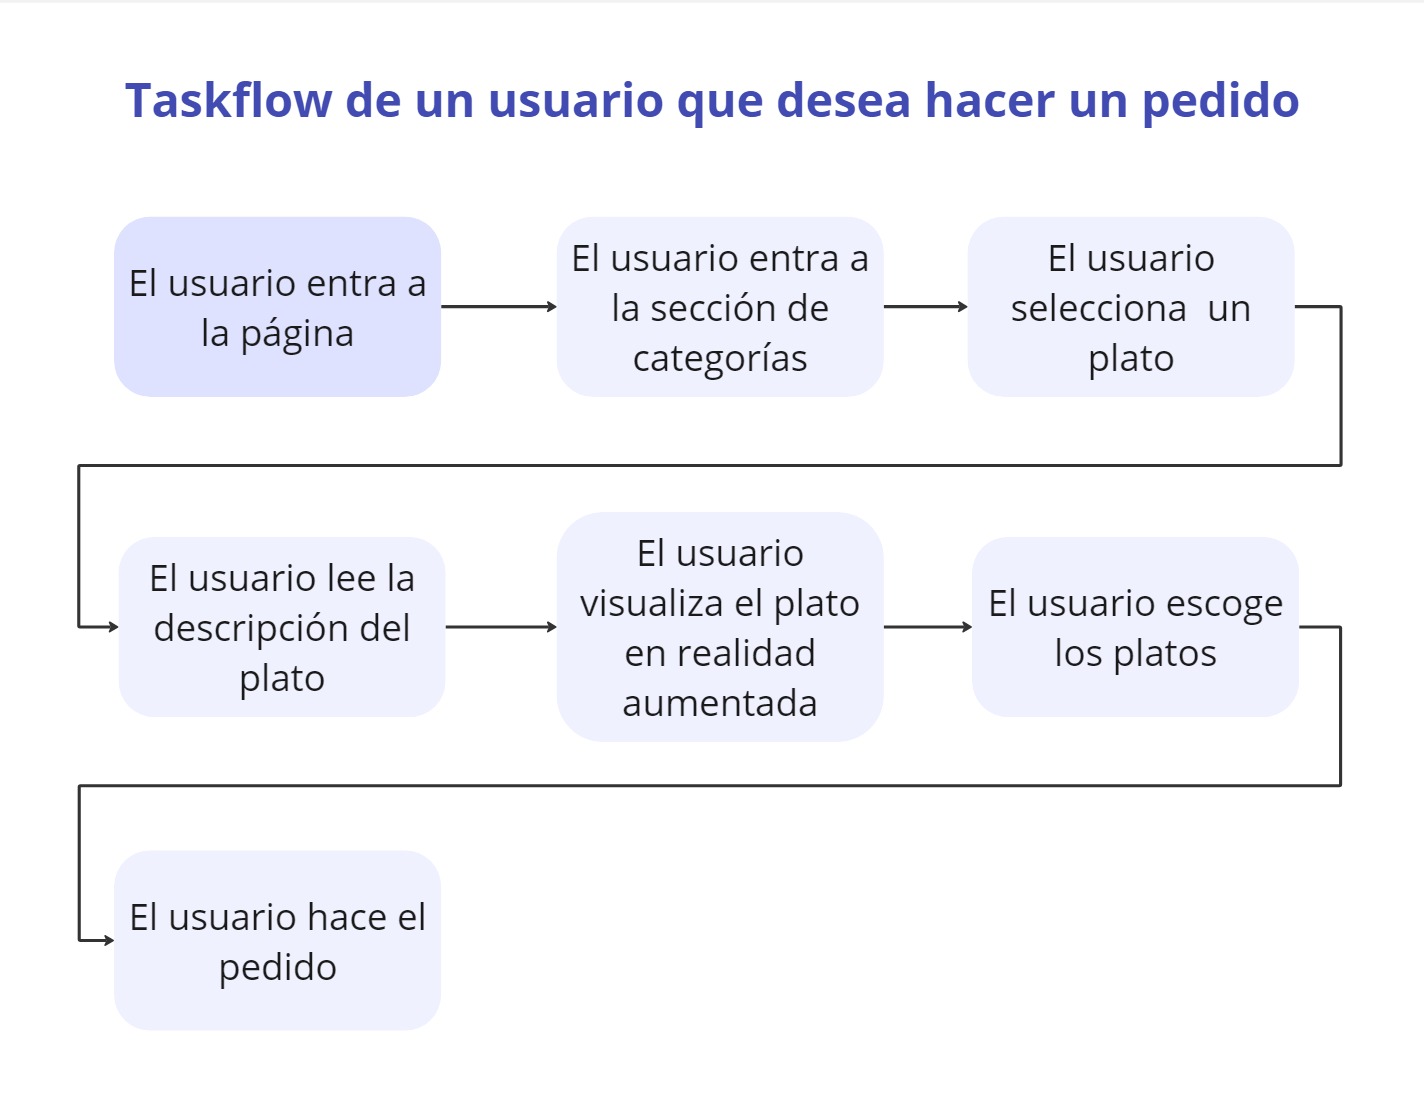 Taskflow de un usuario que desea hacer un pedido
El usuario entra a
la página
El usuario entra a
la sección de
categorías
El usuario
selecciona  un
plato
El usuario lee la
descripción del
plato
El usuario
visualiza el plato
en realidad
aumentada
El usuario escoge
los platos
El usuario hace el
pedido